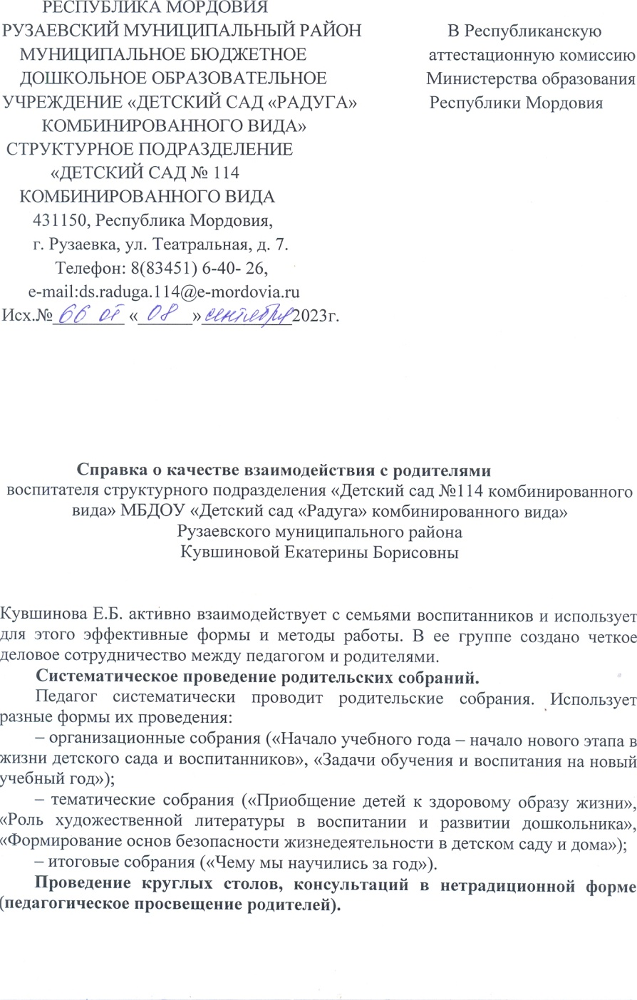 РЕСПУБЛИКА МОРДОВИЯ
РУЗАЕВСКИЙ МУНИЦИПАЛЬНЫЙ РАЙОН
МУНИЦИПАЛЬНОЕ БЮДЖЕТНОЕ
ДОШКОЛЬНОЕ ОБРАЗОВАТЕЛЬНОЕ
УЧРЕЖДЕНИЕ «ДЕТСКИЙ САД «РАДУГА»
КОМБИНИРОВАННОГО ВИДА»
СТРУКТУРНОЕ ПОДРАЗДЕЛЕНИЕ
«ДЕТСКИЙ САД № 114
КОМБИНИРОВАННОГО ВИДА
431150, Республика Мордовия,
г. Рузаевка, ул. Театральная, д. 7.
Телефон: 8(83451) 6-40- 26,
e-mail:ds.raduga.114@e-mordovia.ru
Исх.№ 66 от « 08 » сентября 2023г.
В Республиканскую
аттестационную комиссию
Министерства образования
Республики Мордовия
Справка о качестве взаимодействия с родителями
воспитателя структурного подразделения «Детский сад №114 комбинированного
вида» МБДОУ «Детский сад «Радуга» комбинированного вида»
Рузаевского муниципального района
Кувшиновой Екатерины Борисовны
Кувшинова Е.Б. активно взаимодействует с семьями воспитанников и использует
для этого эффективные формы и методы работы. В ее группе создано четкое
деловое сотрудничество между педагогом и родителями.
Систематическое проведение родительских собраний.
Педагог систематически проводит родительские собрания. Использует
разные формы их проведения:
– организационные собрания («Начало учебного года – начало нового этапа в
жизни детского сада и воспитанников», «Задачи обучения и воспитания на новый
учебный год»);
– тематические собрания («Приобщение детей к здоровому образу жизни»,
«Роль художественной литературы в воспитании и развитии дошкольника»,
«Формирование основ безопасности жизнедеятельности в детском саду и дома»);
– итоговые собрания («Чему мы научились за год»).
Проведение круглых столов, консультаций в нетрадиционной форме
(педагогическое просвещение родителей).